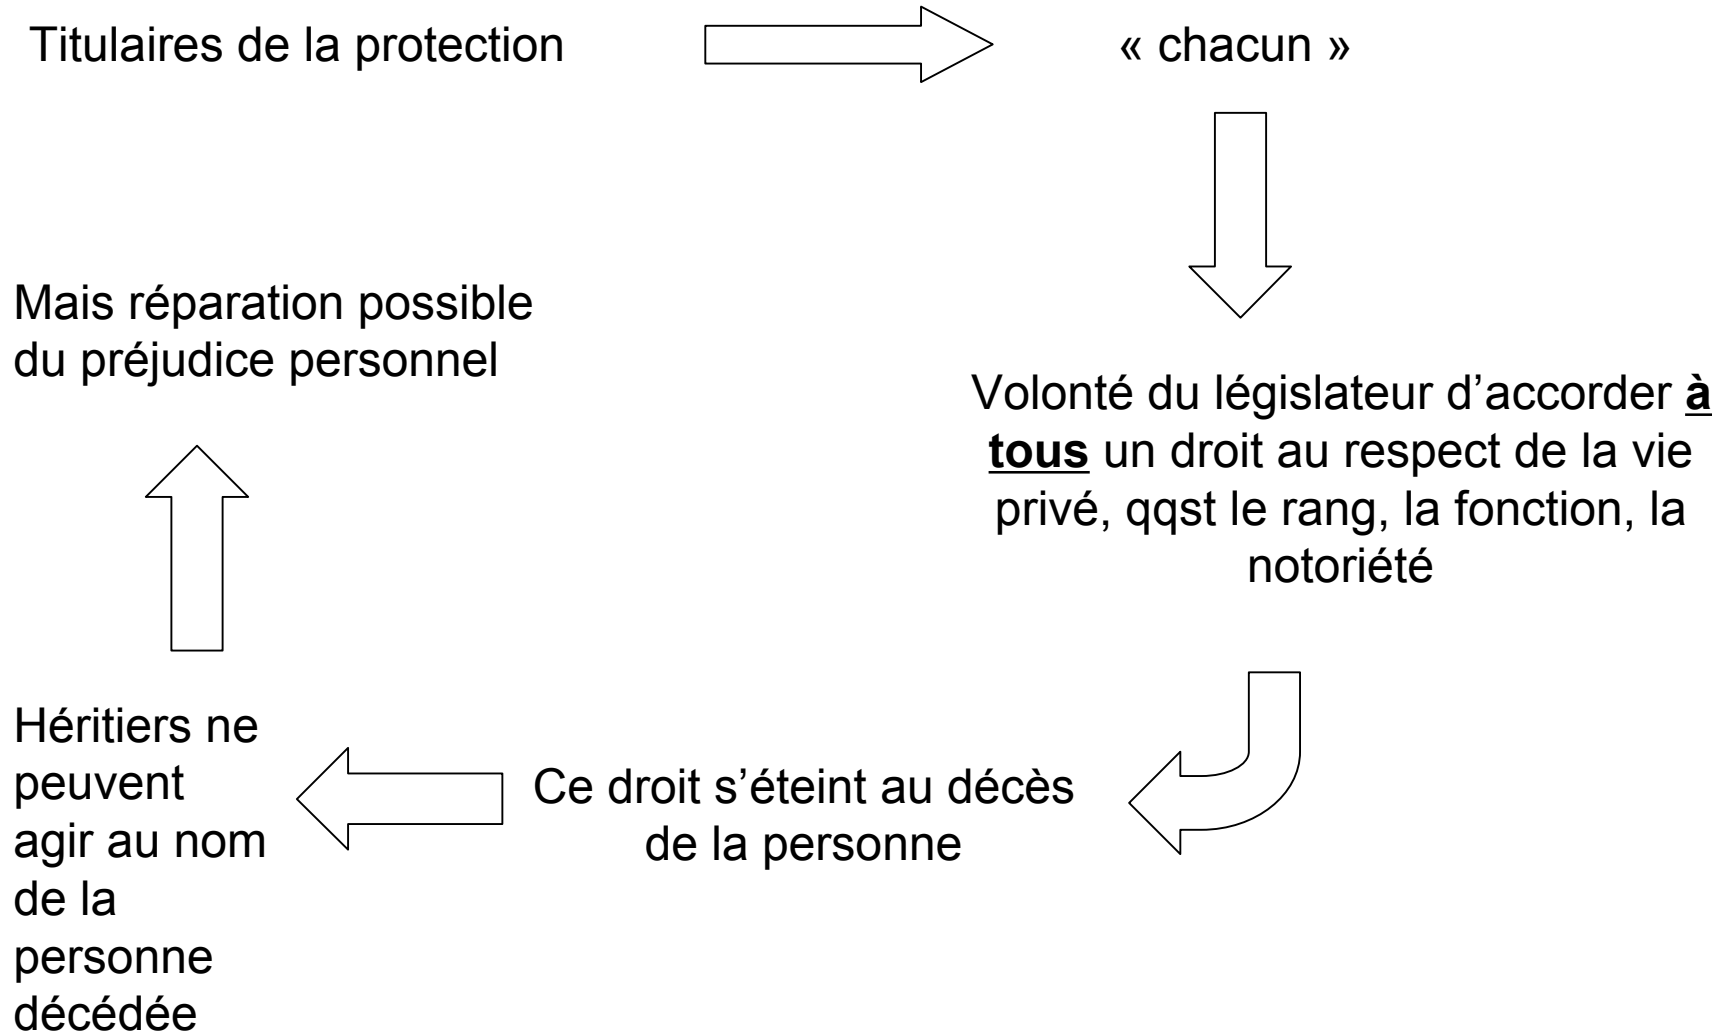 Titulaires de la protection
« chacun »
Volonté du législateur d’accorder à
tous un droit au respect de la vie
privé, qqst le rang, la fonction, la
notoriété
Ce droit s’éteint au décès
de la personne
Héritiers ne
peuvent
agir au nom
de la
personne
décédée
Mais réparation possible
du préjudice personnel